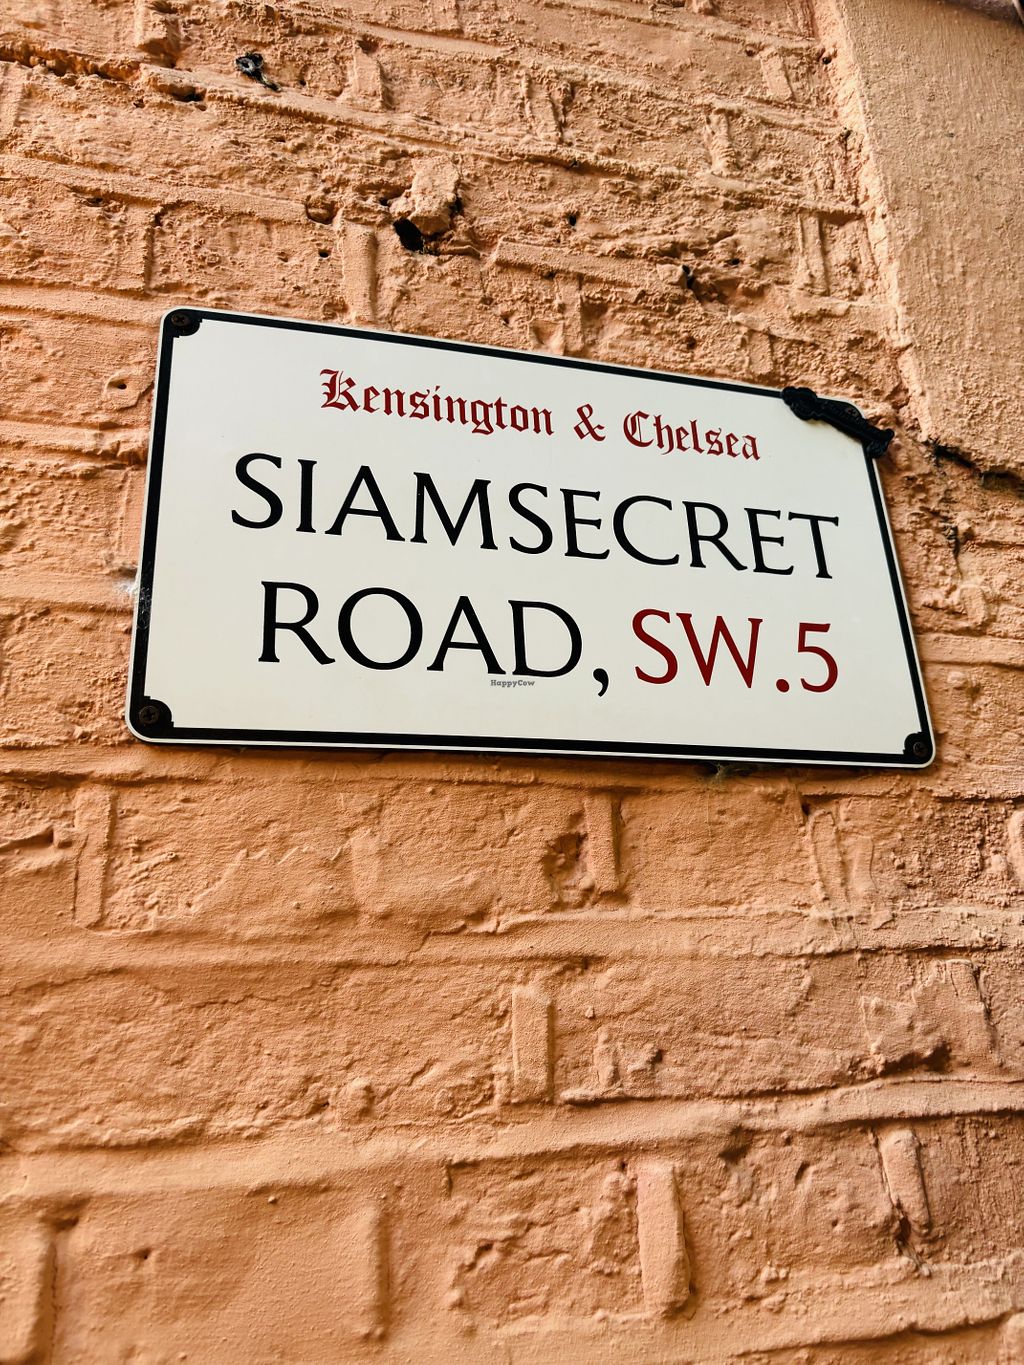 Kensington & Chelsea
SIAMSECRET
ROAD, SW.5
HappyCow